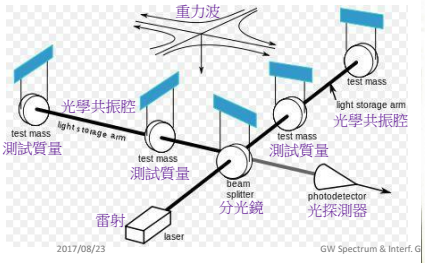 重力波
test mass
light storage arm
光學共振腔
光學共振腔
light storage arm
test mass
測試質量
test mass
測試質量
test mass
測試質量
beam
splitter
分光鏡
photodetector
光探測器
雷射
laser
2017/08/23
GW Spectrum & Interf. G